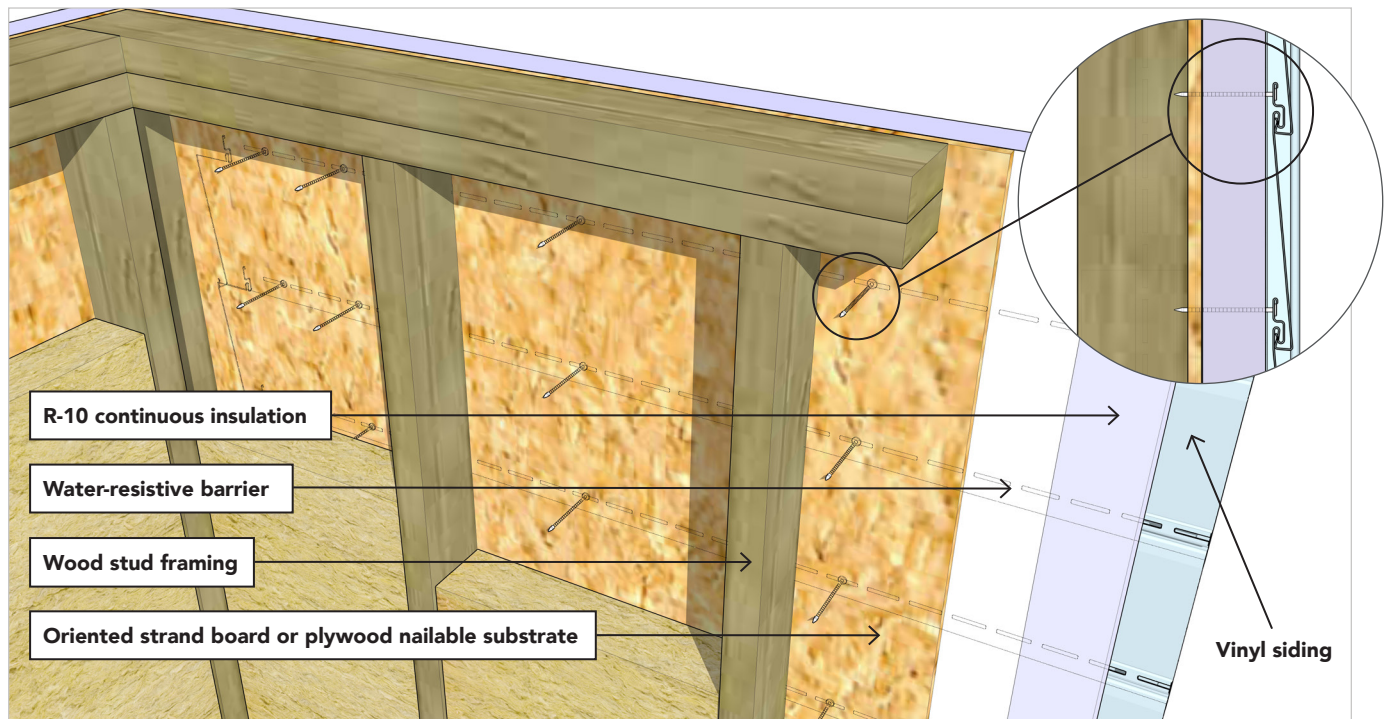 R-10 continuous insulation
Water-resistive barrier
Wood stud framing
Oriented strand board or plywood nailable substrate
Vinyl siding